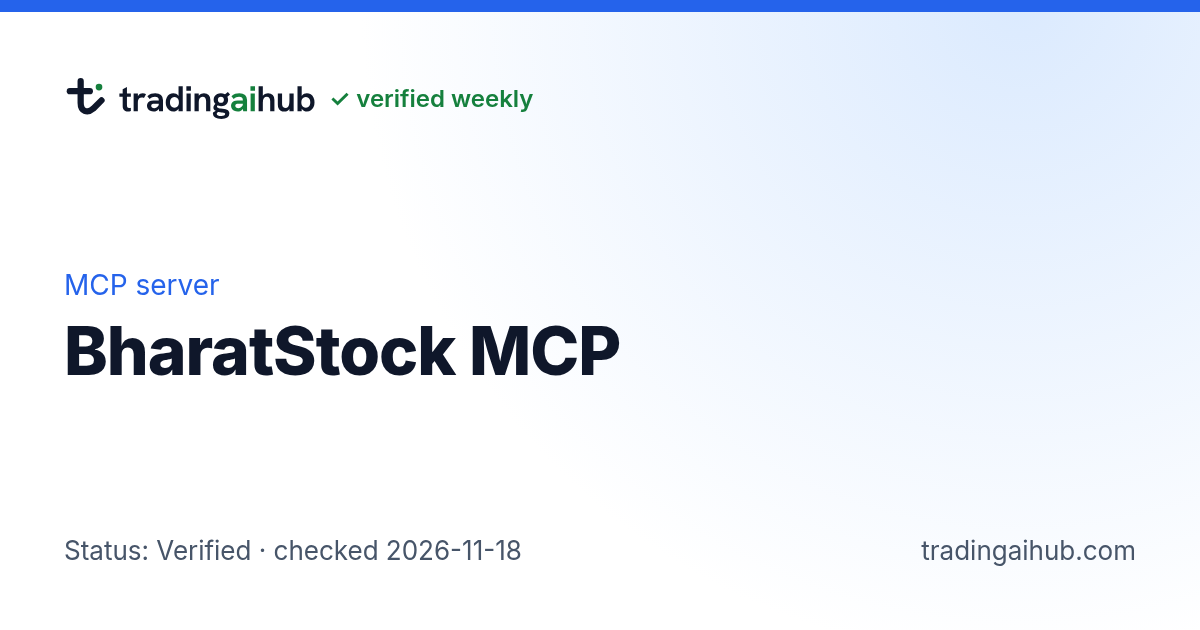 tradingaihub ✓ verified weekly
MCP server
BharatStock MCP
Status: Verified · checked 2026-11-18
tradingaihub.com